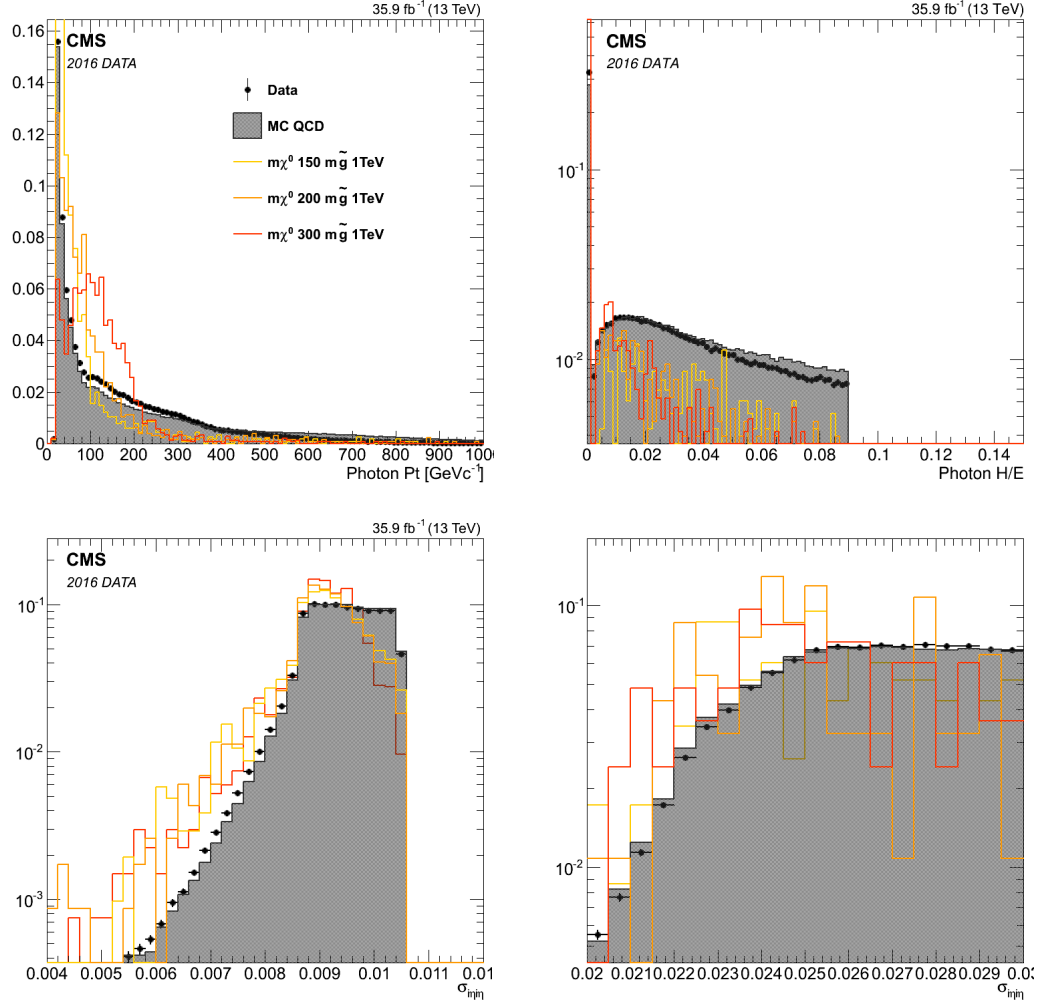 35.9 fb⁻¹ (13 TeV)
CMS
2016 DATA
Data
MC QCD
mχ⁰ 150 m g̃ 1TeV
mχ⁰ 200 m g̃ 1TeV
mχ⁰ 300 m g̃ 1TeV
0.16
0.14
0.12
0.1
0.08
0.06
0.04
0.02
0
0 100 200 300 400 500 600 700 800 900 100
Photon Pt [GeVc⁻¹]
35.9 fb⁻¹ (13 TeV)
CMS
2016 DATA
10⁻¹
10⁻²
0 0.02 0.04 0.06 0.08 0.1 0.12 0.14
Photon H/E
35.9 fb⁻¹ (13 TeV)
CMS
2016 DATA
10⁻¹
10⁻²
10⁻³
0.004 0.005 0.006 0.007 0.008 0.009 0.01 0.011 0.01
σ_iηiη
10⁻¹
10⁻²
0.02 0.021 0.022 0.023 0.024 0.025 0.026 0.027 0.028 0.029 0.03
σ_iηiη